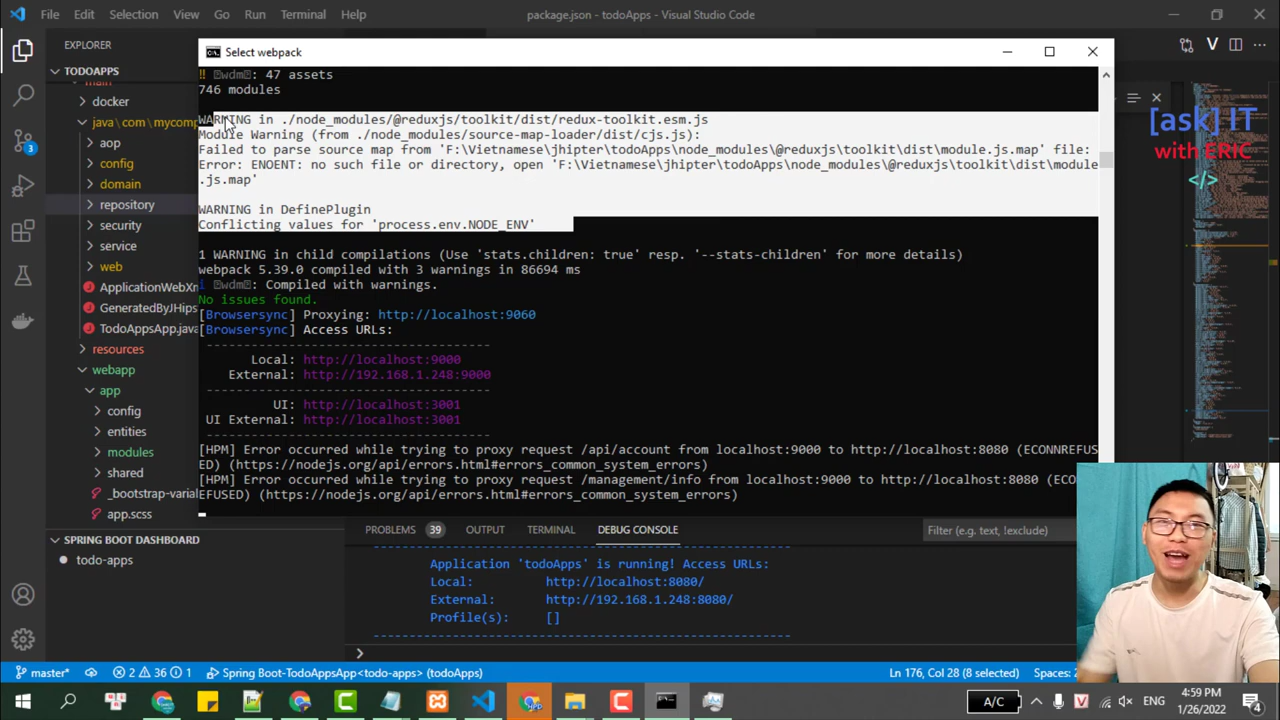 File Edit Selection View Go Run Terminal Help
package.json - todoApps - Visual Studio Code
EXPLORER
TODOAPPS
main
docker
java\com\mycomp
aop
config
domain
repository
security
service
web
ApplicationWebXn
GeneratedByJHips
TodoAppsApp.java
resources
webapp
app
config
entities
modules
shared
_bootstrap-variab
app.scss
SPRING BOOT DASHBOARD
todo-apps
3
Select webpack
!! wdm: 47 assets
746 modules
WARNING in ./node_modules/@reduxjs/toolkit/dist/redux-toolkit.esm.js
Module Warning (from ./node_modules/source-map-loader/dist/cjs.js):
Failed to parse source map from 'F:\Vietnamese\jhipter\todoApps\node_modules\@reduxjs\toolkit\dist\module.js.map' file:
Error: ENOENT: no such file or directory, open 'F:\Vietnamese\jhipter\todoApps\node_modules\@reduxjs\toolkit\dist\module
.js.map'
WARNING in DefinePlugin
Conflicting values for 'process.env.NODE_ENV'
1 WARNING in child compilations (Use 'stats.children: true' resp. '--stats-children' for more details)
webpack 5.39.0 compiled with 3 warnings in 86694 ms
wdm: Compiled with warnings.
No issues found.
[Browsersync] Proxying: http://localhost:9060
[Browsersync] Access URLs:
-----------------------------------
Local: http://localhost:9000
External: http://192.168.1.248:9000
-----------------------------------
UI: http://localhost:3001
UI External: http://localhost:3001
-----------------------------------
[HPM] Error occurred while trying to proxy request /api/account from localhost:9000 to http://localhost:8080 (ECONNREFUS
ED) (https://nodejs.org/api/errors.html#errors_common_system_errors)
[HPM] Error occurred while trying to proxy request /management/info from localhost:9000 to http://localhost:8080 (ECONNR
EFUSED) (https://nodejs.org/api/errors.html#errors_common_system_errors)
[ask] IT
with ERIC
</>
PROBLEMS 39 OUTPUT TERMINAL DEBUG CONSOLE
Filter (e.g. text, !exclude)
Application 'todoApps' is running! Access URLs:
Local: http://localhost:8080/
External: http://192.168.1.248:8080/
Profile(s): []
master* 2 36 1 Spring Boot-TodoAppsApp<todo-apps> (todoApps)
Ln 176, Col 28 (8 selected) Spaces:
A/C ENG 4:59 PM
1/26/2022 4